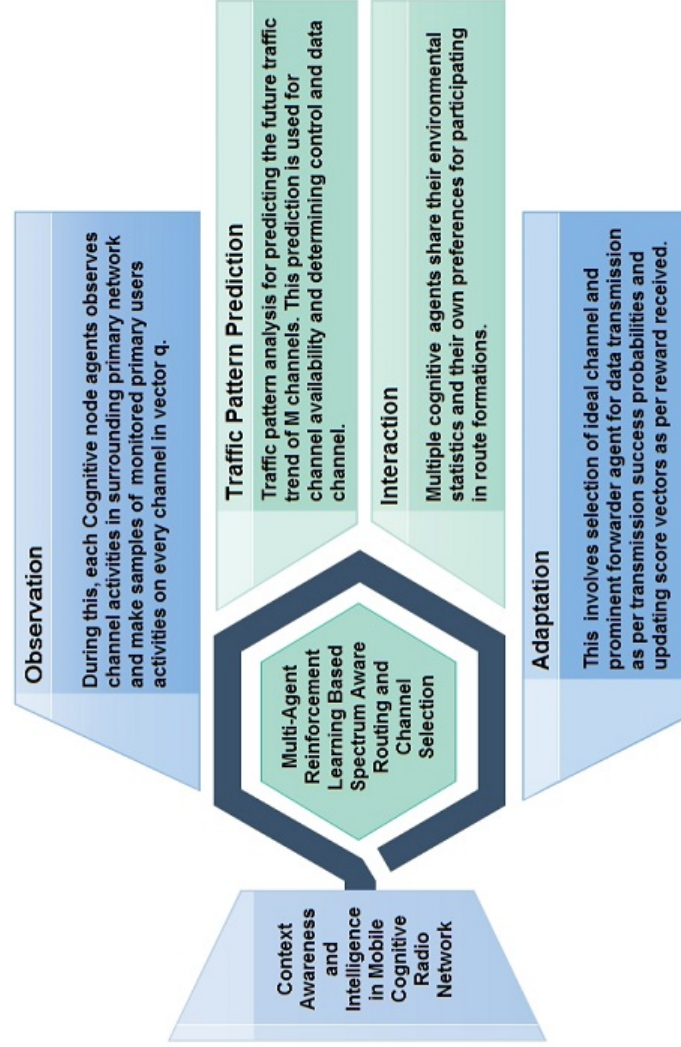 Context
Awareness
and
Intelligence
in Mobile
Cognitive
Radio
Network
Multi-Agent
Reinforcement
Learning Based
Spectrum Aware
Routing and
Channel
Selection
Observation
During this, each Cognitive node agents observes
channel activities in surrounding primary network
and make samples of monitored primary users
activities on every channel in vector q.
Traffic Pattern Prediction
Traffic pattern analysis for predicting the future traffic
trend of M channels. This prediction is used for
channel availability and determining control and data
channel.
Interaction
Multiple cognitive agents share their environmental
statistics and their own preferences for participating
in route formations.
Adaptation
This involves selection of ideal channel and
prominent forwarder agent for data transmission
as per transmission success probabilities and
updating score vectors as per reward received.